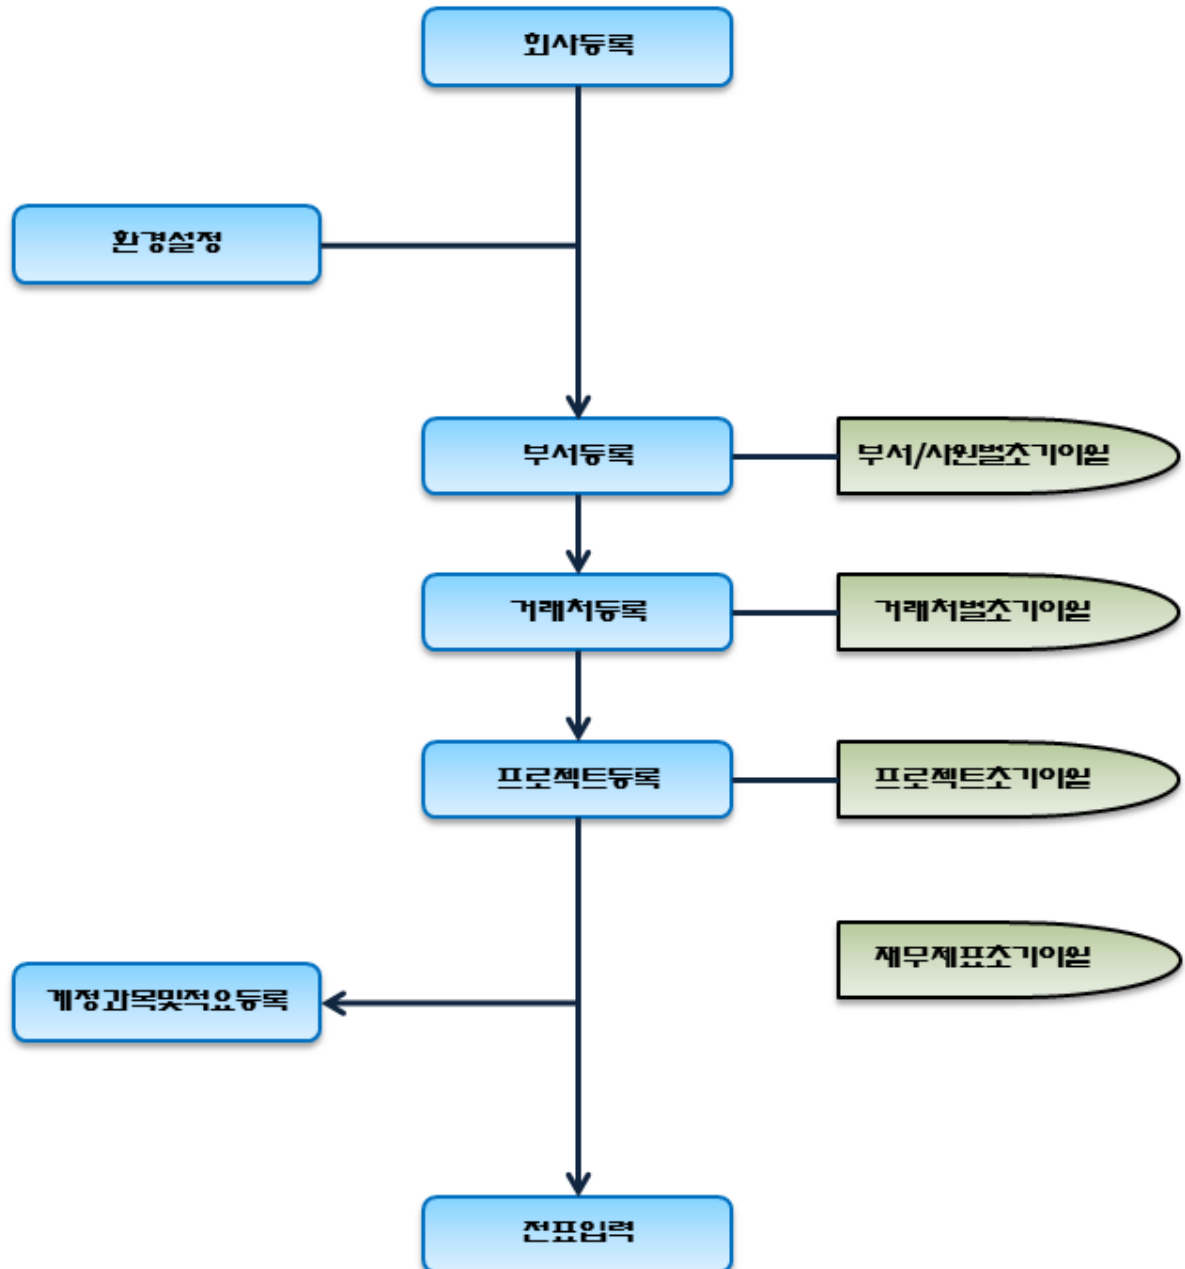 회사등록
환경설정
부서등록
부서/사원별초기이월
거래처등록
거래처별초기이월
프로젝트등록
프로젝트초기이월
재무제표초기이월
계정과목및적요등록
전표입력